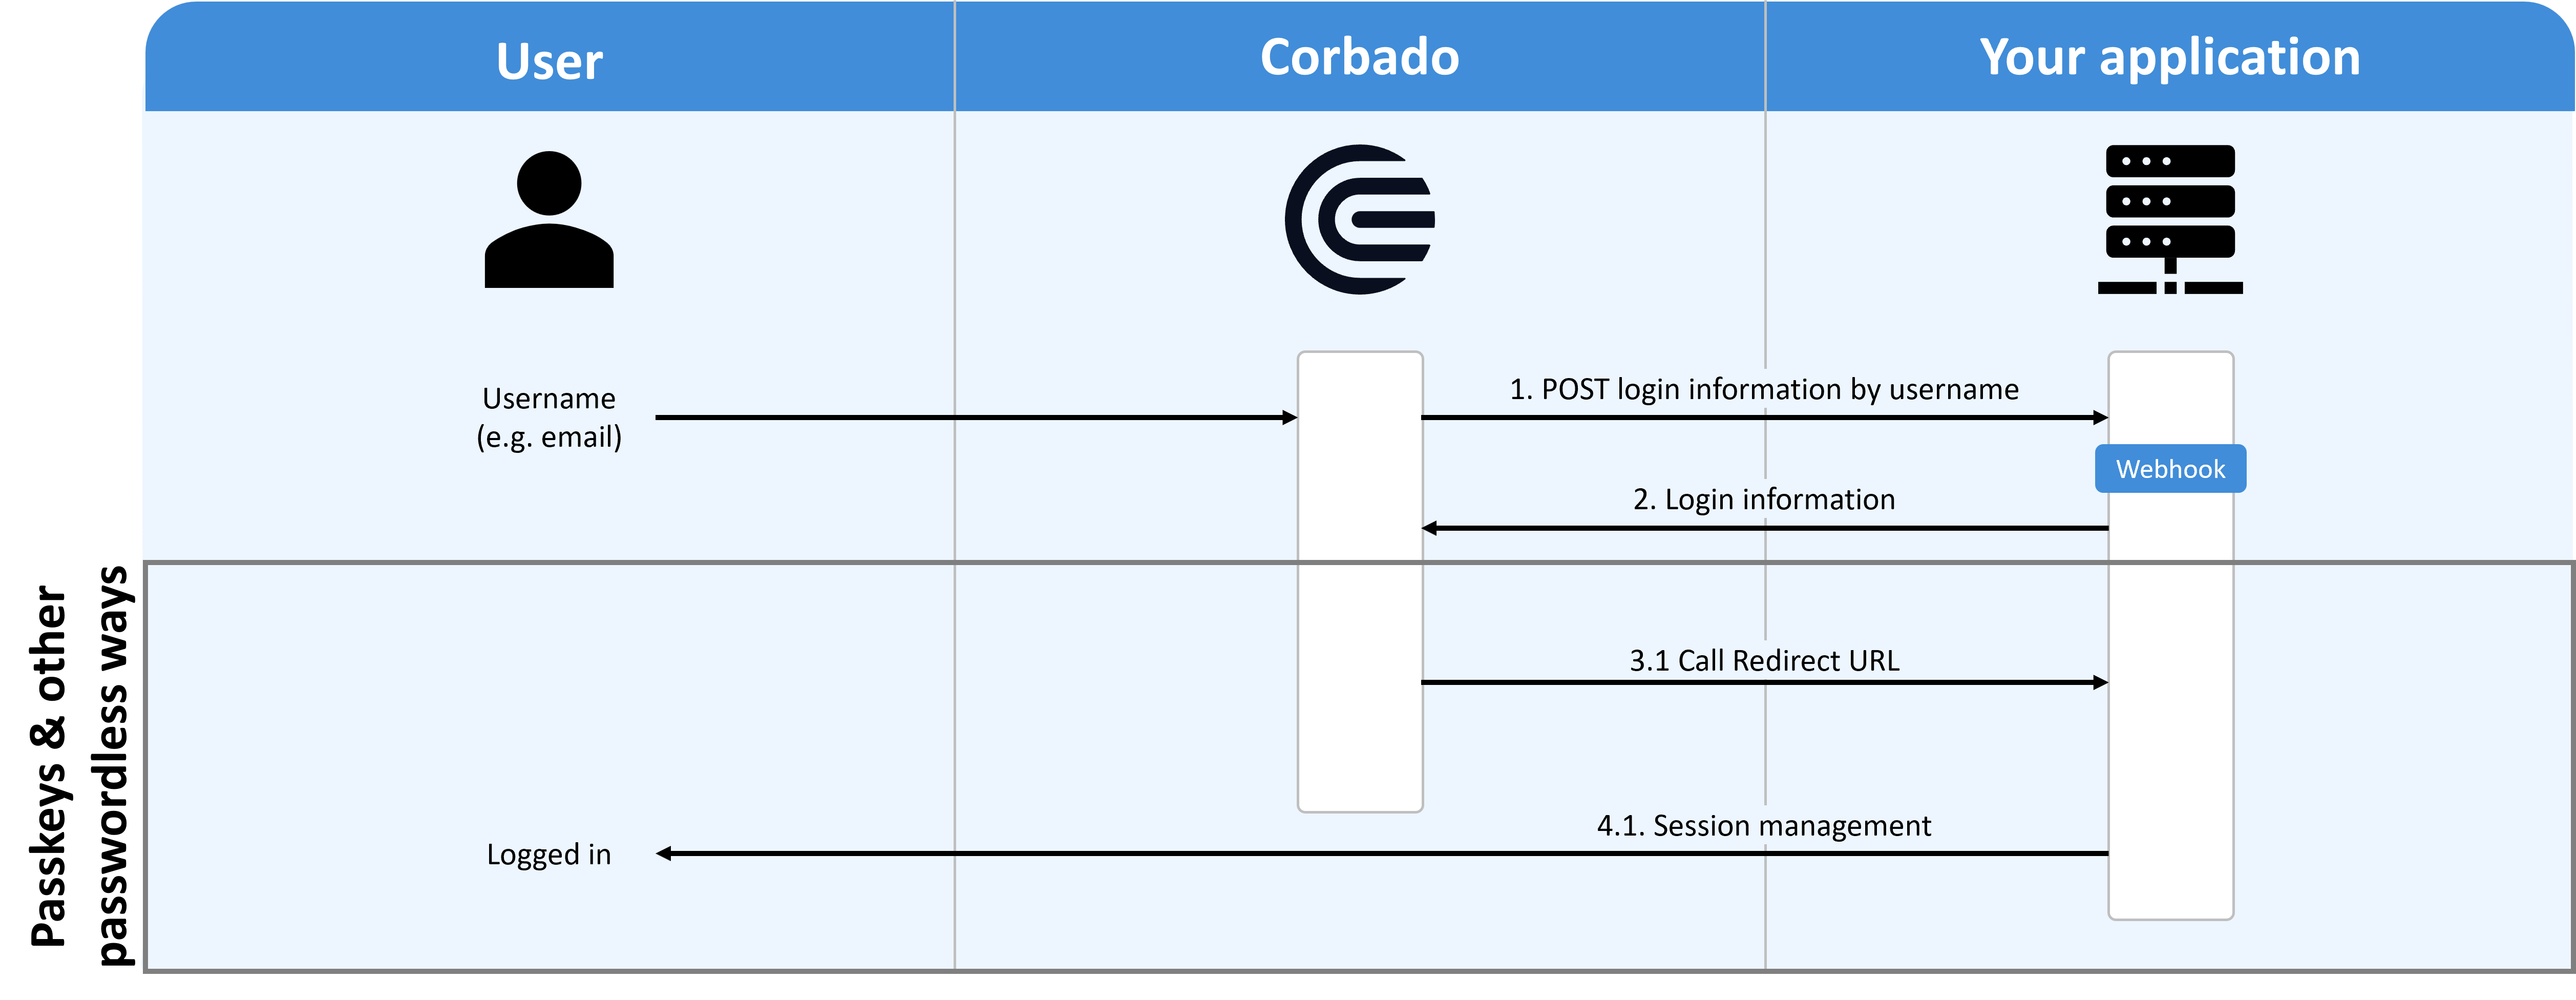 User
Corbado
Your application
Username
(e.g. email)
1. POST login information by username
Webhook
2. Login information
Passkeys & other
passwordless ways
3.1 Call Redirect URL
4.1. Session management
Logged in